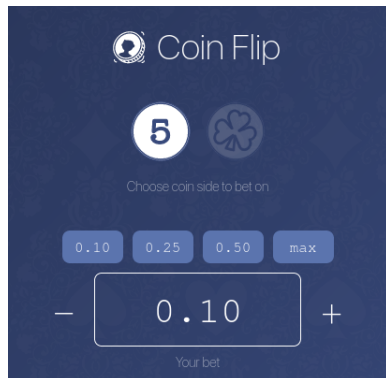 Coin Flip
5
Choose coin side to bet on
0.10 0.25 0.50 max
− 0.10 +
Your bet